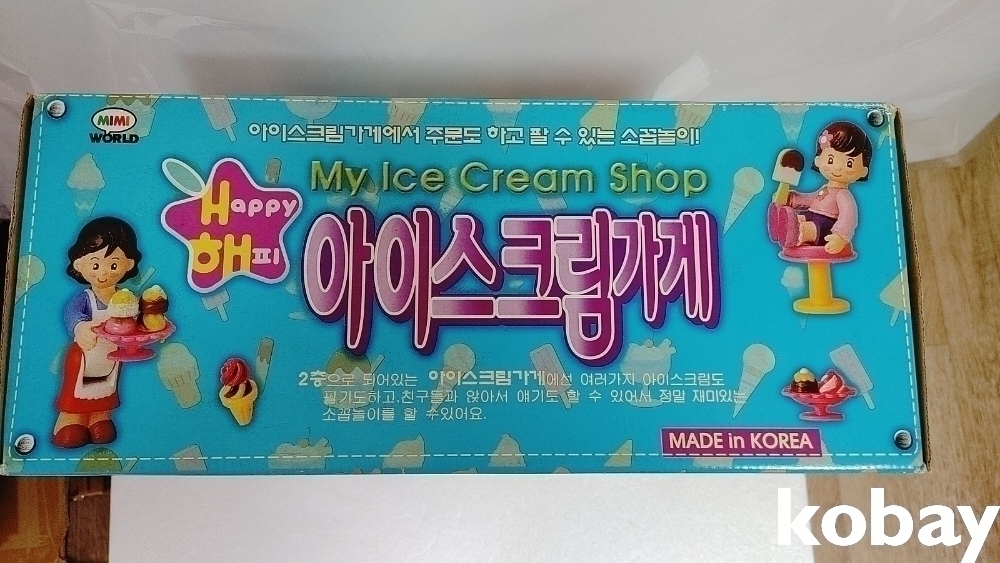 MIMI
WORLD
아이스크림가게에서 주문도 하고 팔 수 있는 소꿉놀이!
My Ice Cream Shop
Happy
해피
아이스크림가게
2층으로 되어있는 아이스크림가게에선 여러가지 아이스크림도
팔기도하고,친구들과 앉아서 얘기도 할 수 있어서 정말 재미있는
소꿉놀이를 할 수있어요.
MADE in KOREA
kobay